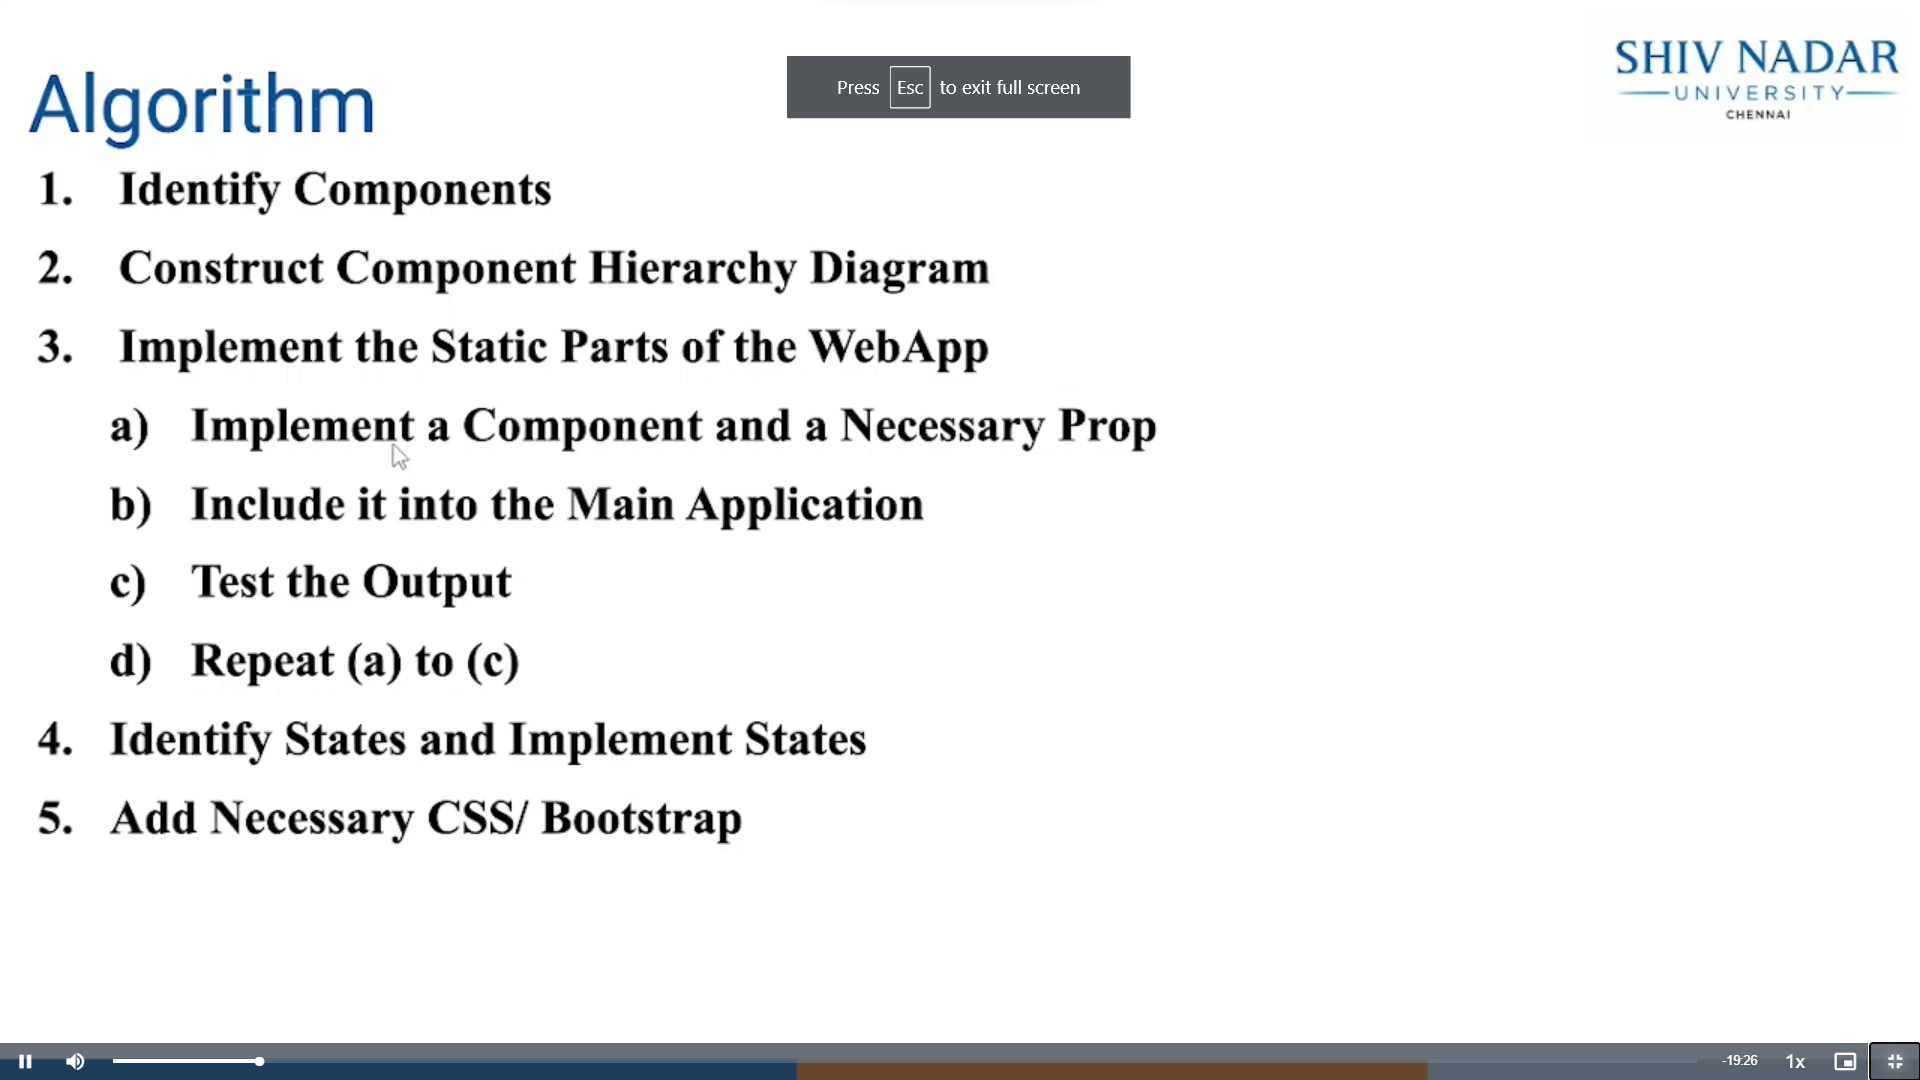 Algorithm
Press Esc to exit full screen
SHIV NADAR
UNIVERSITY
CHENNAI
1. Identify Components
2. Construct Component Hierarchy Diagram
3. Implement the Static Parts of the WebApp
a) Implement a Component and a Necessary Prop
b) Include it into the Main Application
c) Test the Output
d) Repeat (a) to (c)
4. Identify States and Implement States
5. Add Necessary CSS/ Bootstrap
-19:26 1x